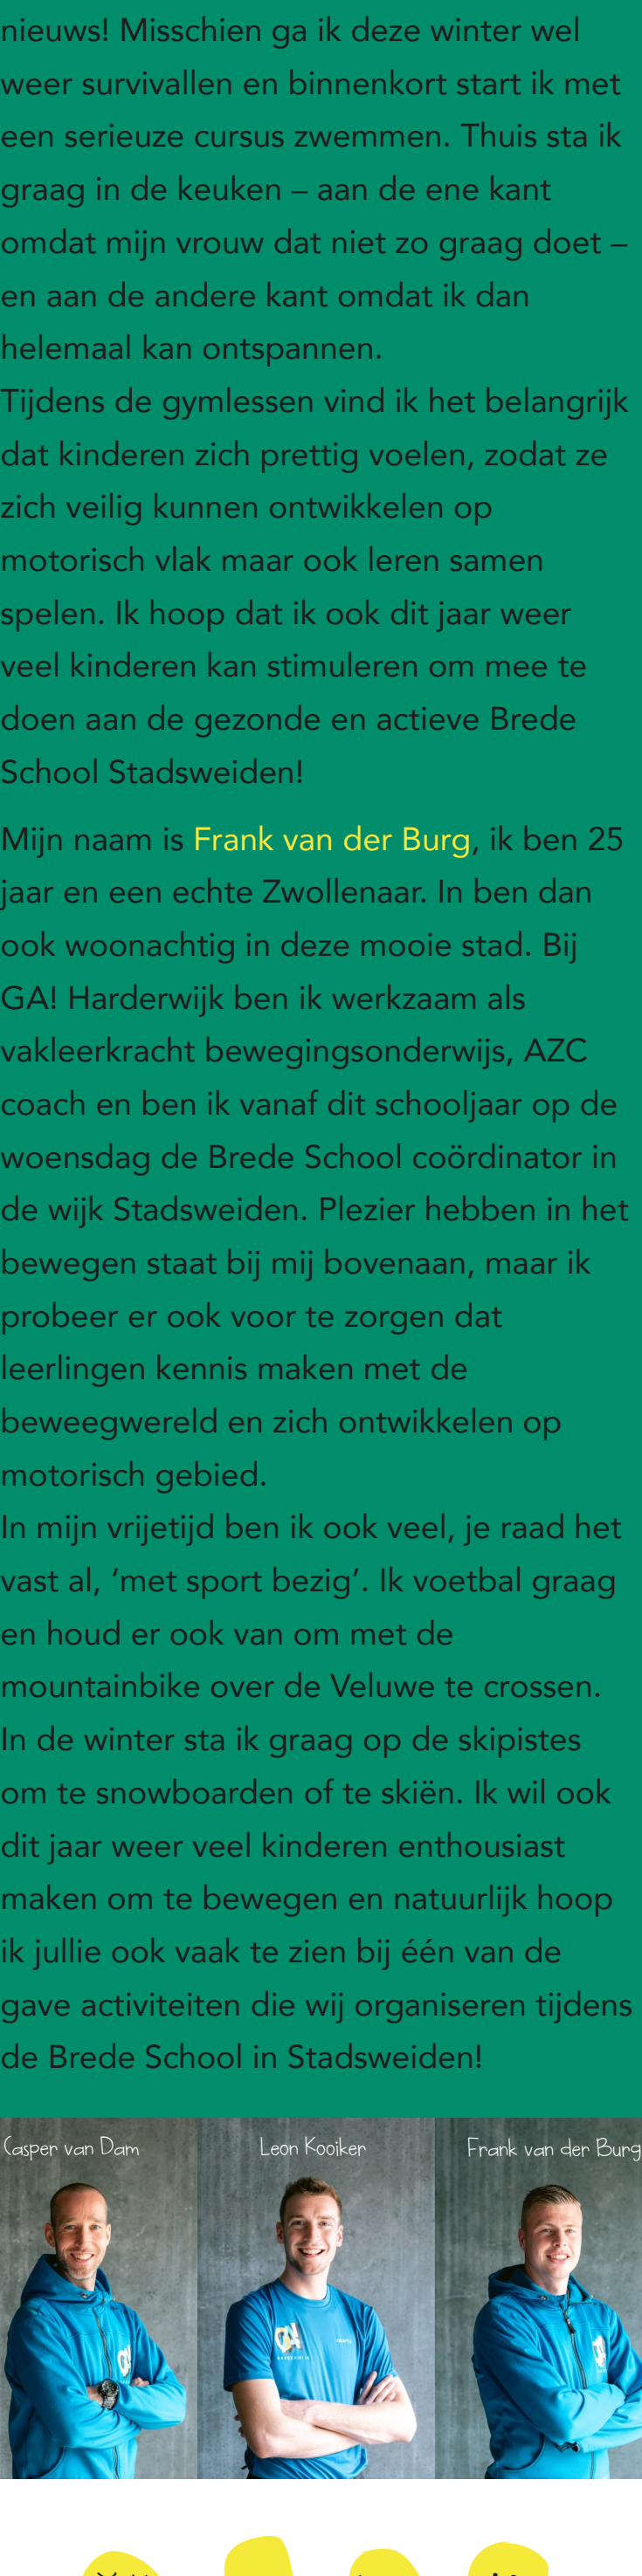 nieuws! Misschien ga ik deze winter wel
weer survivallen en binnenkort start ik met
een serieuze cursus zwemmen. Thuis sta ik
graag in de keuken – aan de ene kant
omdat mijn vrouw dat niet zo graag doet –
en aan de andere kant omdat ik dan
helemaal kan ontspannen.
Tijdens de gymlessen vind ik het belangrijk
dat kinderen zich prettig voelen, zodat ze
zich veilig kunnen ontwikkelen op
motorisch vlak maar ook leren samen
spelen. Ik hoop dat ik ook dit jaar weer
veel kinderen kan stimuleren om mee te
doen aan de gezonde en actieve Brede
School Stadsweiden!
Mijn naam is Frank van der Burg, ik ben 25
jaar en een echte Zwollenaar. In ben dan
ook woonachtig in deze mooie stad. Bij
GA! Harderwijk ben ik werkzaam als
vakleerkracht bewegingsonderwijs, AZC
coach en ben ik vanaf dit schooljaar op de
woensdag de Brede School coördinator in
de wijk Stadsweiden. Plezier hebben in het
bewegen staat bij mij bovenaan, maar ik
probeer er ook voor te zorgen dat
leerlingen kennis maken met de
beweegwereld en zich ontwikkelen op
motorisch gebied.
In mijn vrijetijd ben ik ook veel, je raad het
vast al, ‘met sport bezig’. Ik voetbal graag
en houd er ook van om met de
mountainbike over de Veluwe te crossen.
In de winter sta ik graag op de skipistes
om te snowboarden of te skiën. Ik wil ook
dit jaar weer veel kinderen enthousiast
maken om te bewegen en natuurlijk hoop
ik jullie ook vaak te zien bij één van de
gave activiteiten die wij organiseren tijdens
de Brede School in Stadsweiden!
Casper van Dam
Leon Kooiker
Frank van der Burg